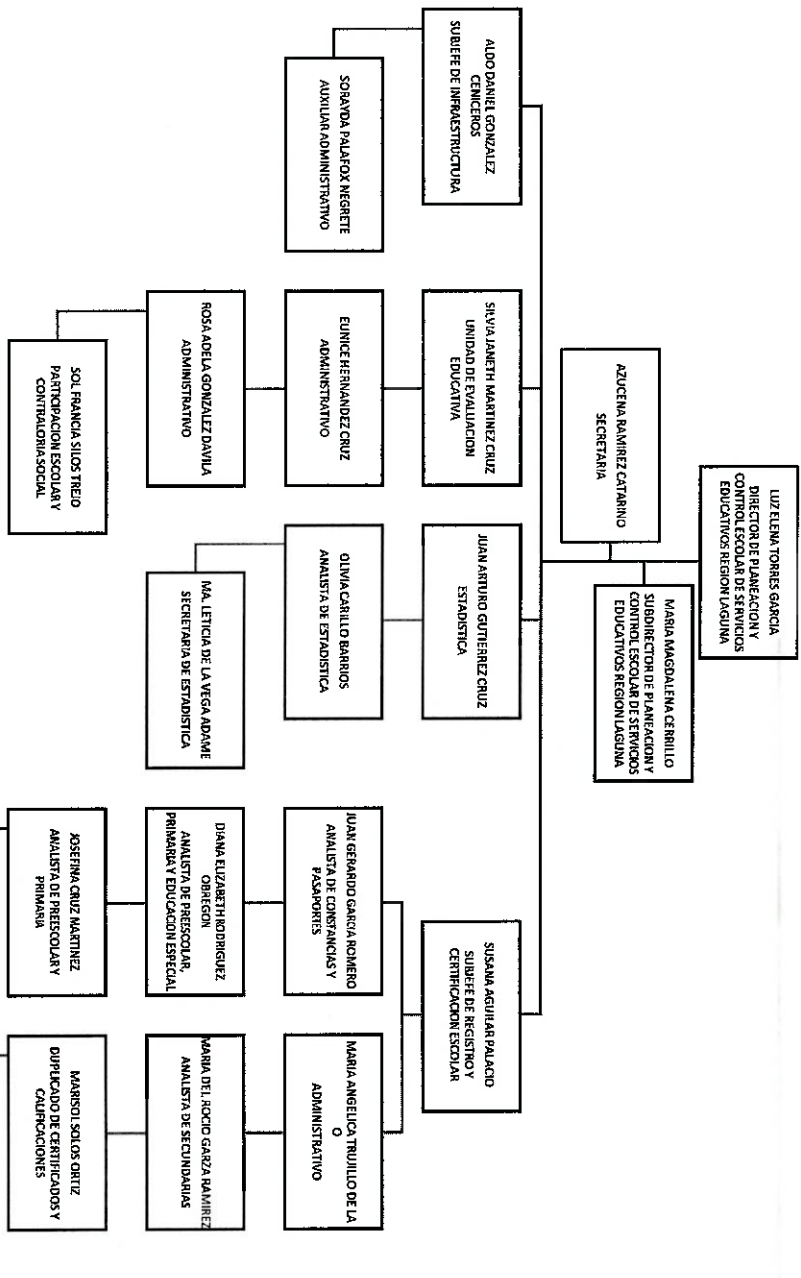 LUZ ELENA TORRES GARCIA
DIRECTOR DE PLANEACION Y
CONTROL ESCOLAR DE SERVICIOS
EDUCATIVOS REGION LAGUNA
AZUCENA RAMIREZ CATARINO
SECRETARIA
MARIA MAGDALENA CERRILLO
SUBDIRECTOR DE PLANEACION Y
CONTROL ESCOLAR DE SERVICIOS
EDUCATIVOS REGION LAGUNA
ALDO DANIEL GONZALEZ
CENICEROS
SUBJEFE DE INFRAESTRUCTURA
SILVIA JANETH MARTINEZ CRUZ
UNIDAD DE EVALUACION
EDUCATIVA
JUAN ARTURO GUTIERREZ CRUZ
ESTADISTICA
SUSANA AGUILAR PALACIO
SUBJEFE DE REGISTRO Y
CERTIFICACION ESCOLAR
SORAYDA PALAFOX NEGRETE
AUXILIAR ADMINISTRATIVO
EUNICE HERNANDEZ CRUZ
ADMINISTRATIVO
OLIVIA CARILLO BARRIOS
ANALISTA DE ESTADISTICA
JUAN GERARDO GARCIA ROMERO
ANALISTA DE CONSTANCIAS Y
PASAPORTES
MARIA ANGELICA TRUJILLO DE LA
O
ADMINISTRATIVO
ROSA ADELA GONZALEZ DAVILA
ADMINISTRATIVO
MA. LETICIA DE LA VEGA ADAME
SECRETARIA DE ESTADISTICA
DIANA ELIZABETH RODRIGUEZ
OBREGON
ANALISTA DE PREESCOLAR,
PRIMARIA Y EDUCACION ESPECIAL
MARIA DEL ROCIO GARZA RAMIREZ
ANALISTA DE SECUNDARIAS
SOL FRANCIA SILOS TREJO
PARTICIPACION ESCOLAR Y
CONTRALORIA SOCIAL
JOSEFINA CRUZ MARTINEZ
ANALISTA DE PREESCOLAR Y
PRIMARIA
MARISOL SOLOS ORTIZ
DUPLICADO DE CERTIFICADOS Y
CALIFICACIONES